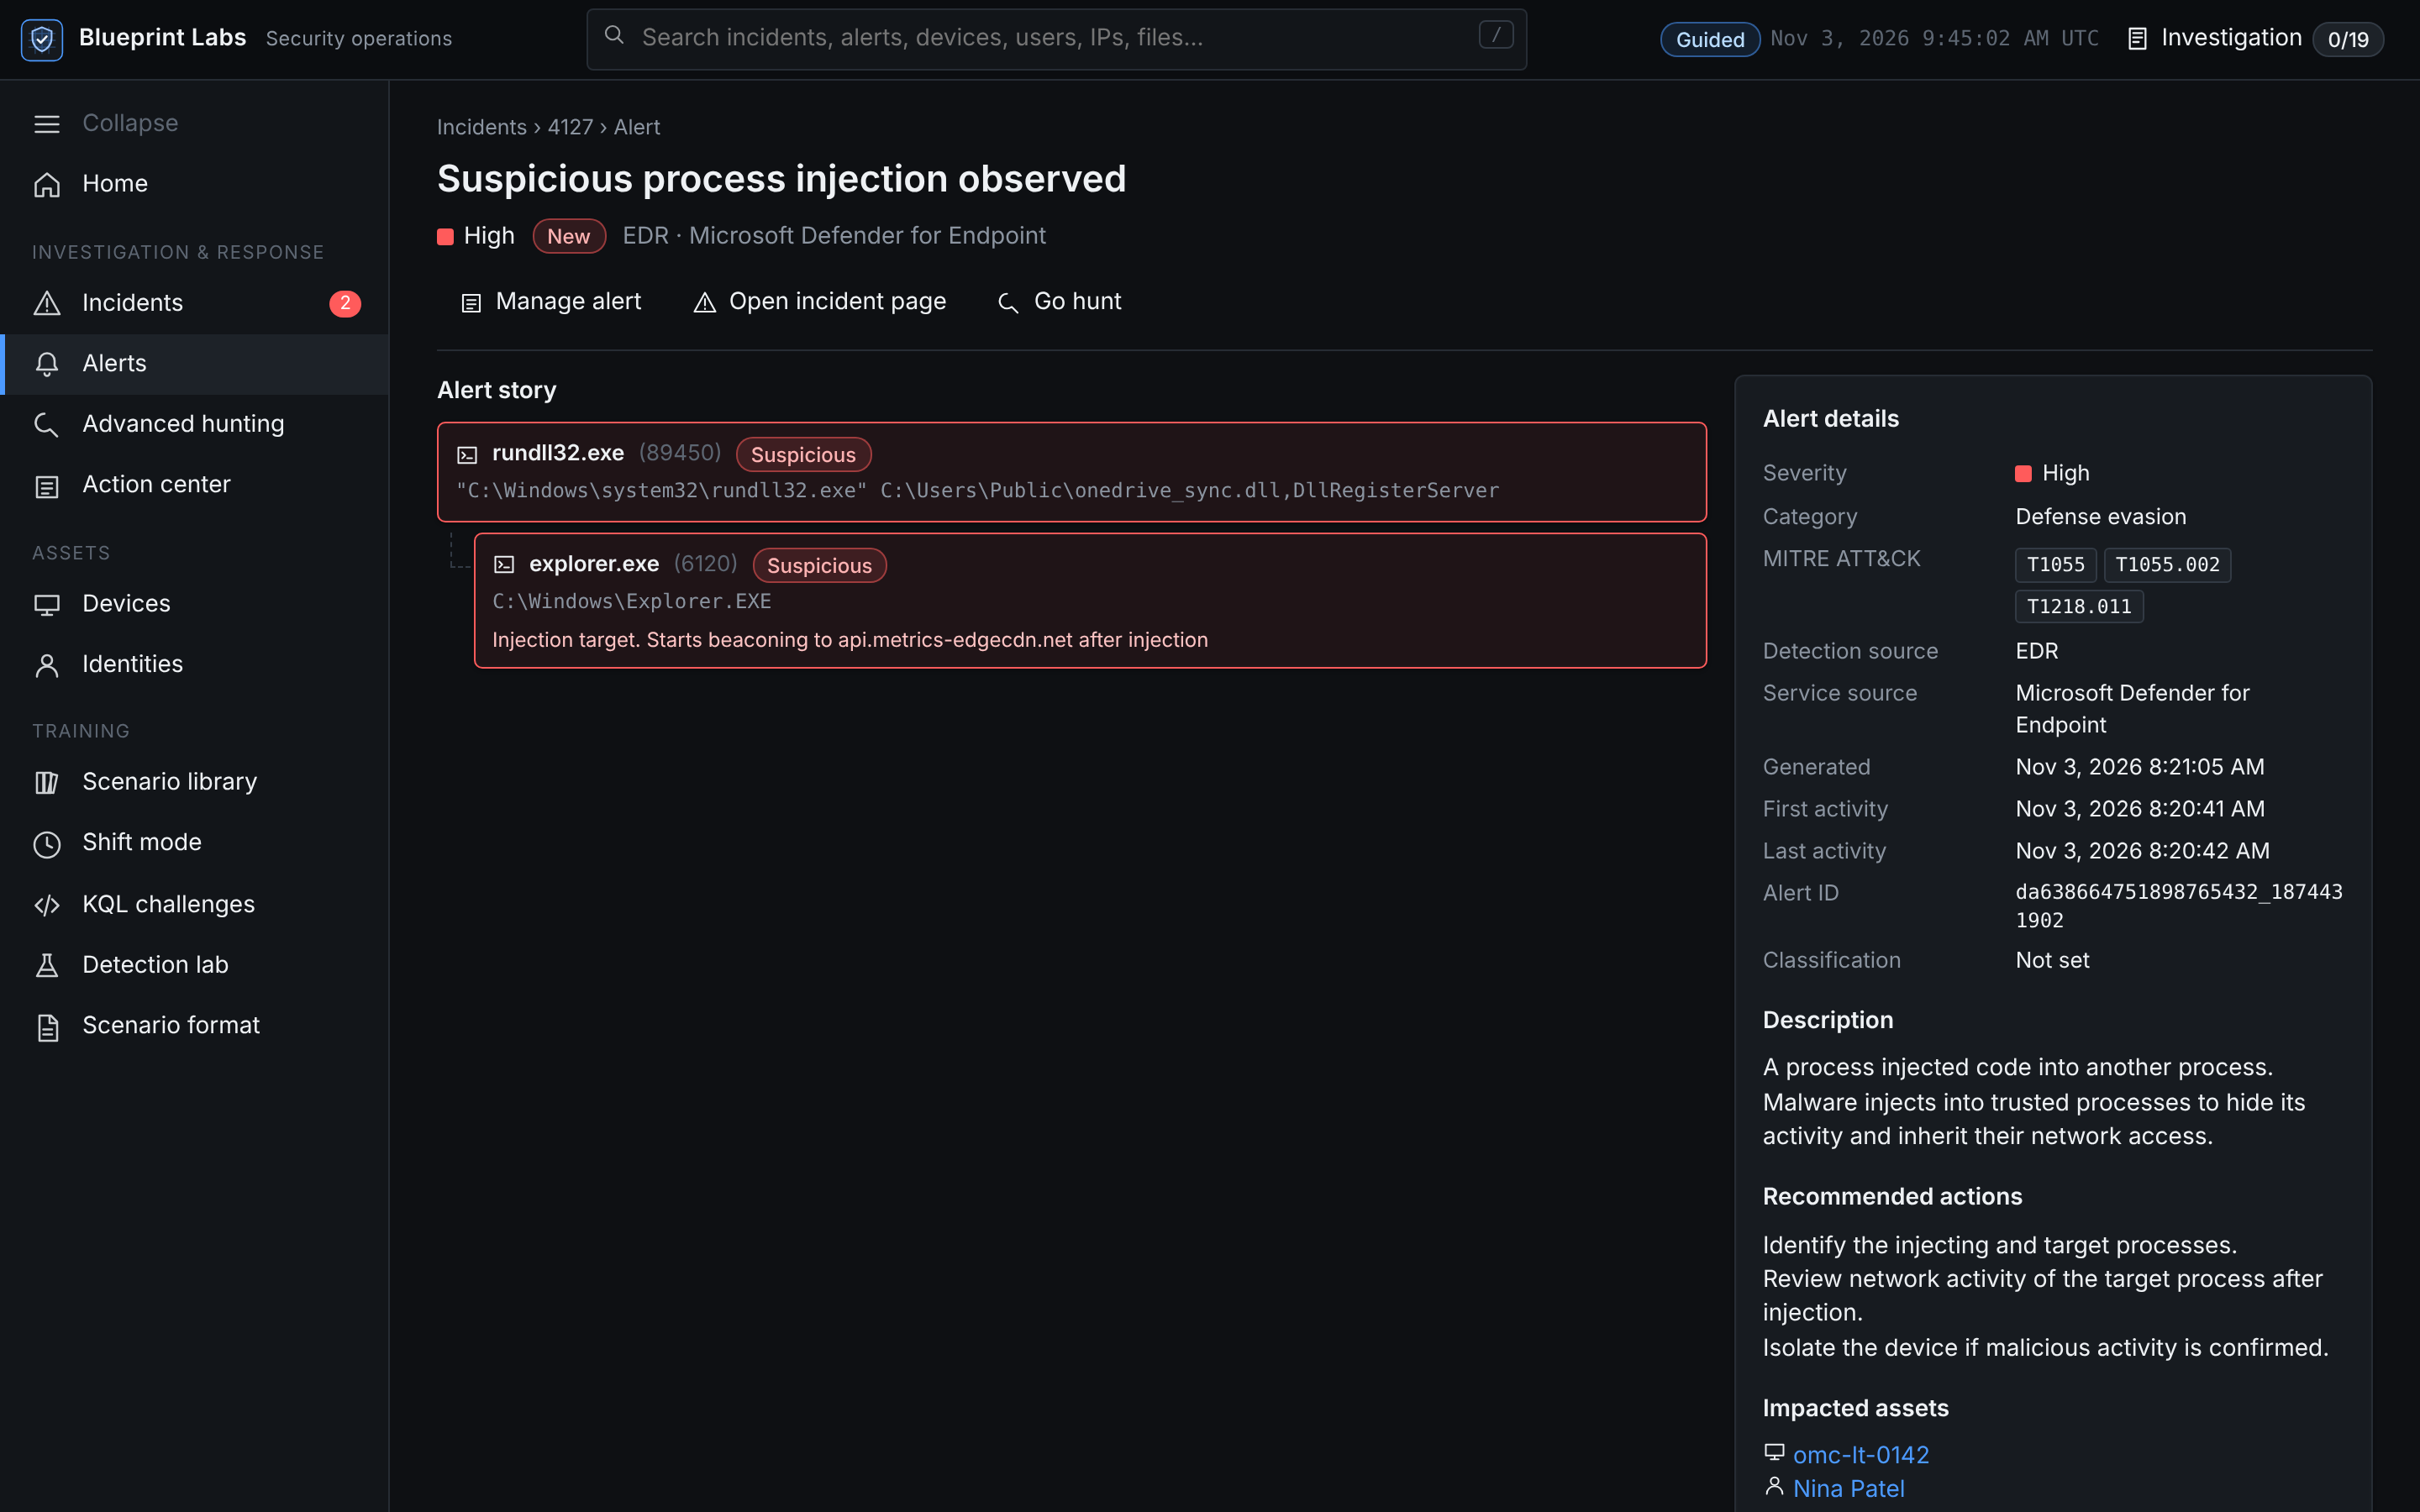 Blueprint Labs Security operations
Search incidents, alerts, devices, users, IPs, files... /
Guided Nov 3, 2026 9:45:02 AM UTC Investigation 0/19
Collapse
Home
INVESTIGATION & RESPONSE
Incidents 2
Alerts
Advanced hunting
Action center
ASSETS
Devices
Identities
TRAINING
Scenario library
Shift mode
KQL challenges
Detection lab
Scenario format
Incidents › 4127 › Alert
Suspicious process injection observed
High New EDR · Microsoft Defender for Endpoint
Manage alert Open incident page Go hunt
Alert story
rundll32.exe (89450) Suspicious
"C:\Windows\system32\rundll32.exe" C:\Users\Public\onedrive_sync.dll,DllRegisterServer
explorer.exe (6120) Suspicious
C:\Windows\Explorer.EXE
Injection target. Starts beaconing to api.metrics-edgecdn.net after injection
Alert details
Severity High
Category Defense evasion
MITRE ATT&CK T1055 T1055.002
T1218.011
Detection source EDR
Service source Microsoft Defender for
Endpoint
Generated Nov 3, 2026 8:21:05 AM
First activity Nov 3, 2026 8:20:41 AM
Last activity Nov 3, 2026 8:20:42 AM
Alert ID da638664751898765432_187443
1902
Classification Not set
Description
A process injected code into another process.
Malware injects into trusted processes to hide its
activity and inherit their network access.
Recommended actions
Identify the injecting and target processes.
Review network activity of the target process after
injection.
Isolate the device if malicious activity is confirmed.
Impacted assets
omc-lt-0142
Nina Patel